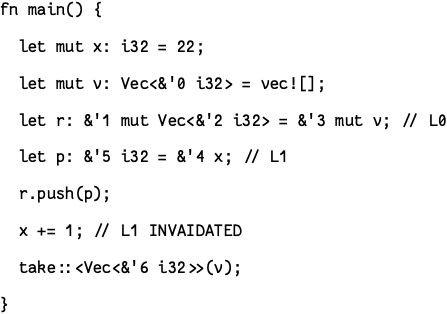 fn main() {
let mut x: i32 = 22;
let mut v: Vec<&'0 i32> = vec![];
let r: &'1 mut Vec<&'2 i32> = &'3 mut v; // L0
let p: &'5 i32 = &'4 x; // L1
r.push(p);
x += 1; // L1 INVAIDATED
take::<Vec<&'6 i32>>(v);
}